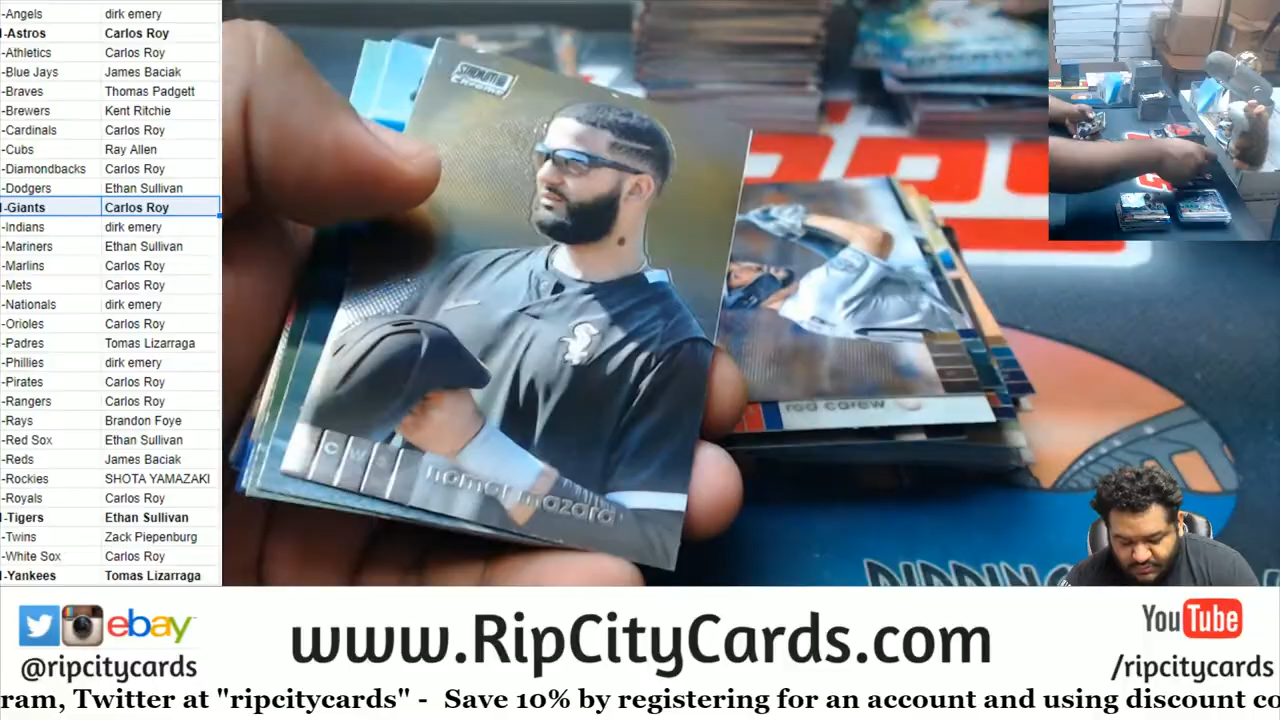 -Angels dirk emery
-Astros Carlos Roy
-Athletics Carlos Roy
-Blue Jays James Baciak
-Braves Thomas Padgett
-Brewers Kent Ritchie
-Cardinals Carlos Roy
-Cubs Ray Allen
-Diamondbacks Carlos Roy
-Dodgers Ethan Sullivan
-Giants Carlos Roy
-Indians dirk emery
-Mariners Ethan Sullivan
-Marlins Carlos Roy
-Mets Carlos Roy
-Nationals dirk emery
-Orioles Carlos Roy
-Padres Tomas Lizarraga
-Phillies dirk emery
-Pirates Carlos Roy
-Rangers Carlos Roy
-Rays Brandon Foye
-Red Sox Ethan Sullivan
-Reds James Baciak
-Rockies SHOTA YAMAZAKI
-Royals Carlos Roy
-Tigers Ethan Sullivan
-Twins Zack Piepenburg
-White Sox Carlos Roy
-Yankees Tomas Lizarraga
STADIUM CLUB
Chrome
rod carew
CWS nomar mazara
ebay
@ripcitycards
www.RipCityCards.com
YouTube
/ripcitycards
ram, Twitter at "ripcitycards" - Save 10% by registering for an account and using discount co